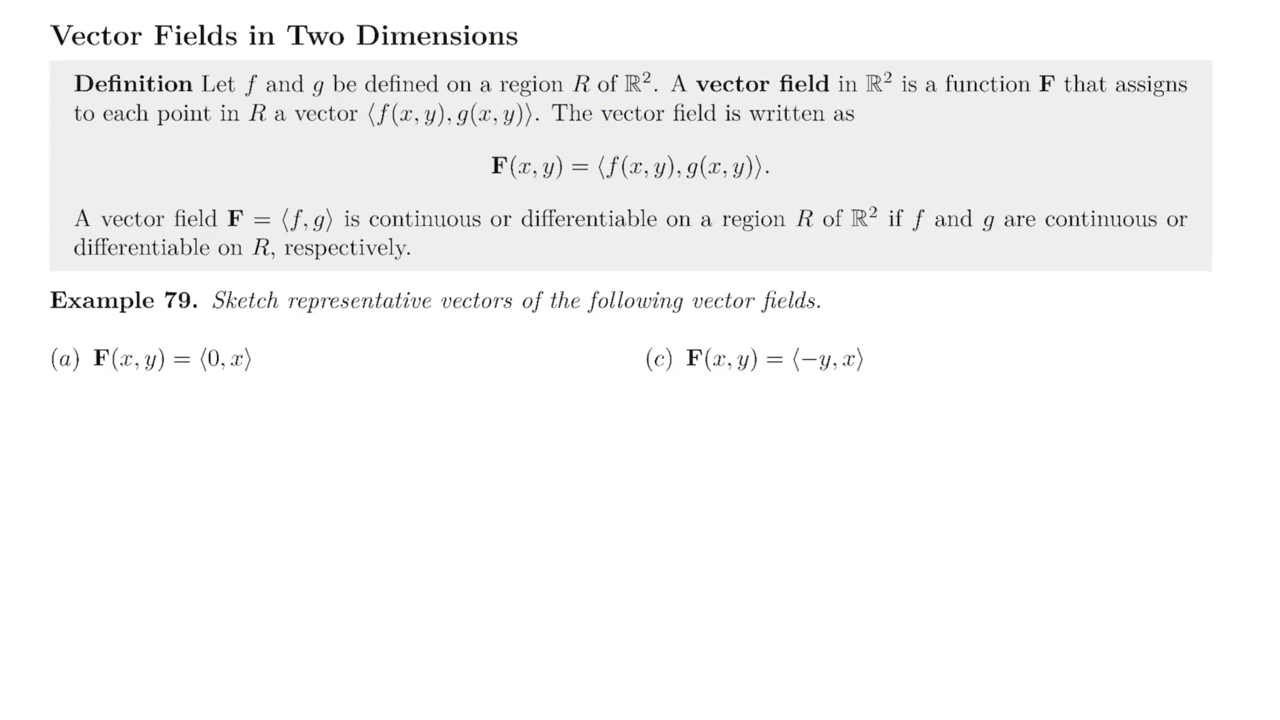 Vector Fields in Two Dimensions
Definition Let f and g be defined on a region R of ℝ². A vector field in ℝ² is a function F that assigns
to each point in R a vector ⟨f(x, y), g(x, y)⟩. The vector field is written as
F(x, y) = ⟨f(x, y), g(x, y)⟩.
A vector field F = ⟨f, g⟩ is continuous or differentiable on a region R of ℝ² if f and g are continuous or
differentiable on R, respectively.
Example 79. Sketch representative vectors of the following vector fields.
(a) F(x, y) = ⟨0, x⟩
(c) F(x, y) = ⟨−y, x⟩